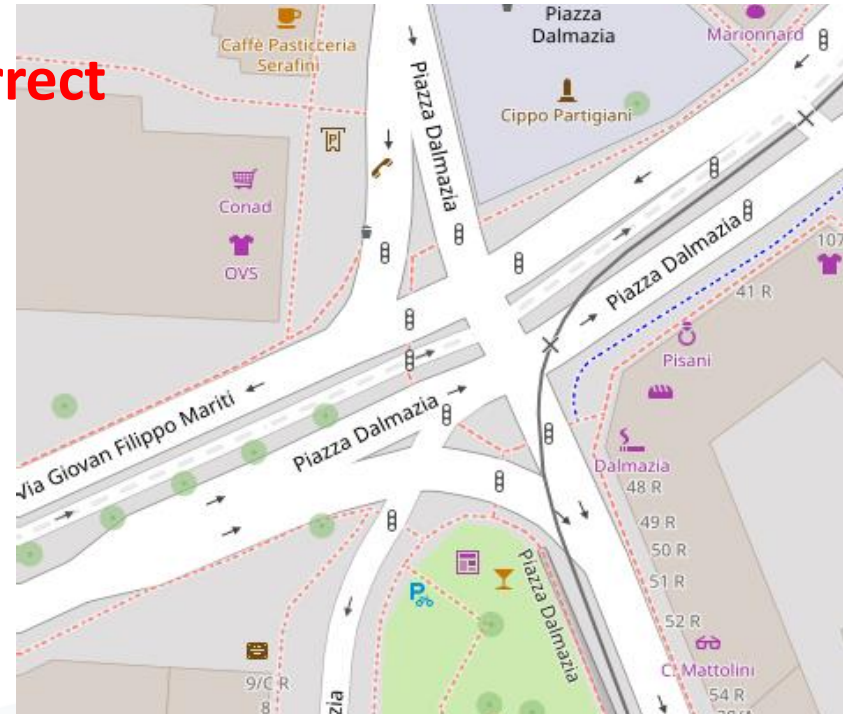 rrect
Caffè Pasticceria
Serafini
Piazza
Dalmazia
Marionnard
Cippo Partigiani
Piazza Dalmazia
P
Conad
OVS
Piazza Dalmazia
107
41 R
Pisani
Via Giovan Filippo Mariti
Piazza Dalmazia
Dalmazia
48 R
49 R
50 R
51 R
52 R
Piazza Dalmazia
P
C. Mattolini
54 R
9/C R
8
zia